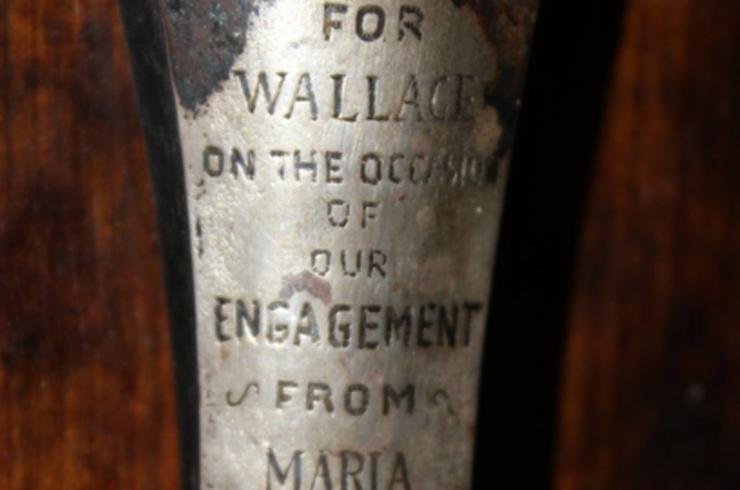 FOR
WALLACE
ON THE OCCASION
OF
OUR
ENGAGEMENT
FROM
MARIA